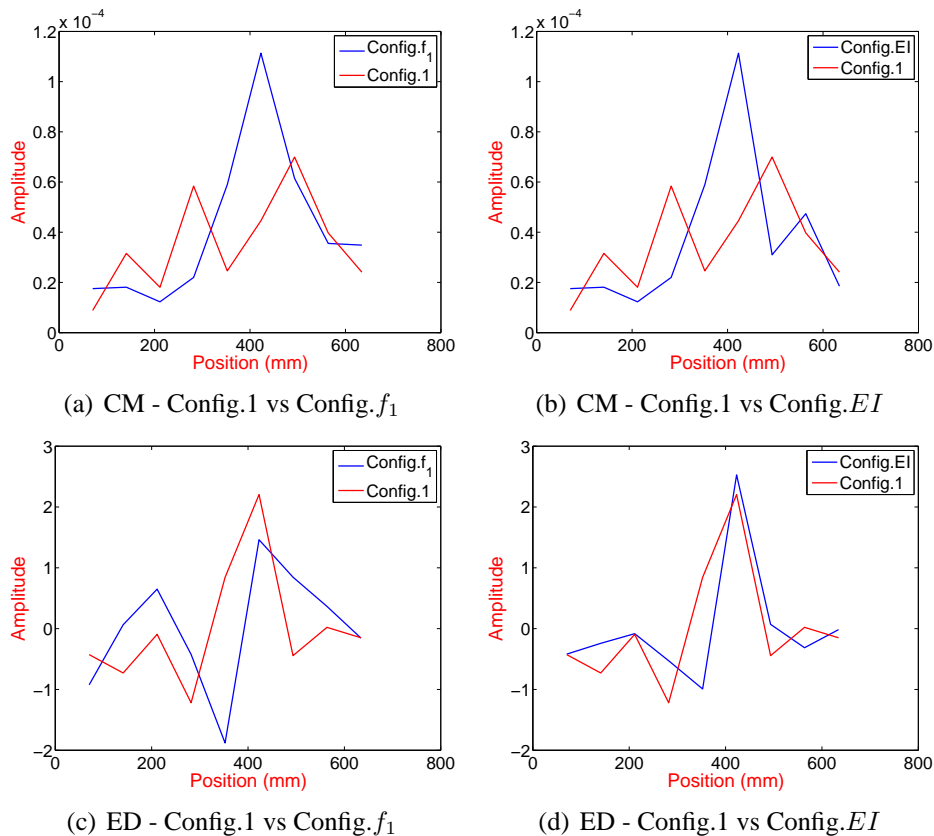 x 10⁻⁴ x 10⁻⁴
1.2 1.2
Config.f₁ Config.EI
Config.1 Config.1
1 1
0.8 0.8
0.6 0.6
0.4 0.4
0.2 0.2
0 0
Amplitude Amplitude
0 200 400 600 800 0 200 400 600 800
Position (mm) Position (mm)
(a) CM - Config.1 vs Config.f₁ (b) CM - Config.1 vs Config.EI
3 3
Config.f₁ Config.EI
Config.1 Config.1
2 2
1 1
0 0
−1 −1
−2 −2
Amplitude Amplitude
0 200 400 600 800 0 200 400 600 800
Position (mm) Position (mm)
(c) ED - Config.1 vs Config.f₁ (d) ED - Config.1 vs Config.EI